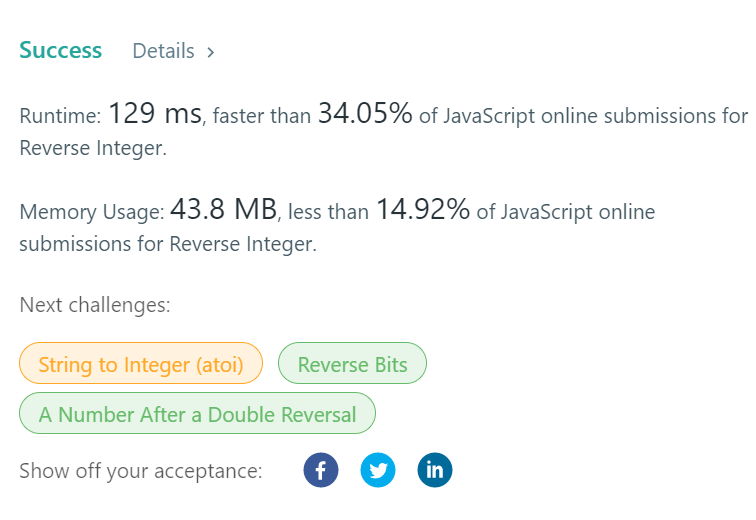 Success Details >
Runtime: 129 ms, faster than 34.05% of JavaScript online submissions for
Reverse Integer.
Memory Usage: 43.8 MB, less than 14.92% of JavaScript online
submissions for Reverse Integer.
Next challenges:
String to Integer (atoi) Reverse Bits
A Number After a Double Reversal
Show off your acceptance: f in